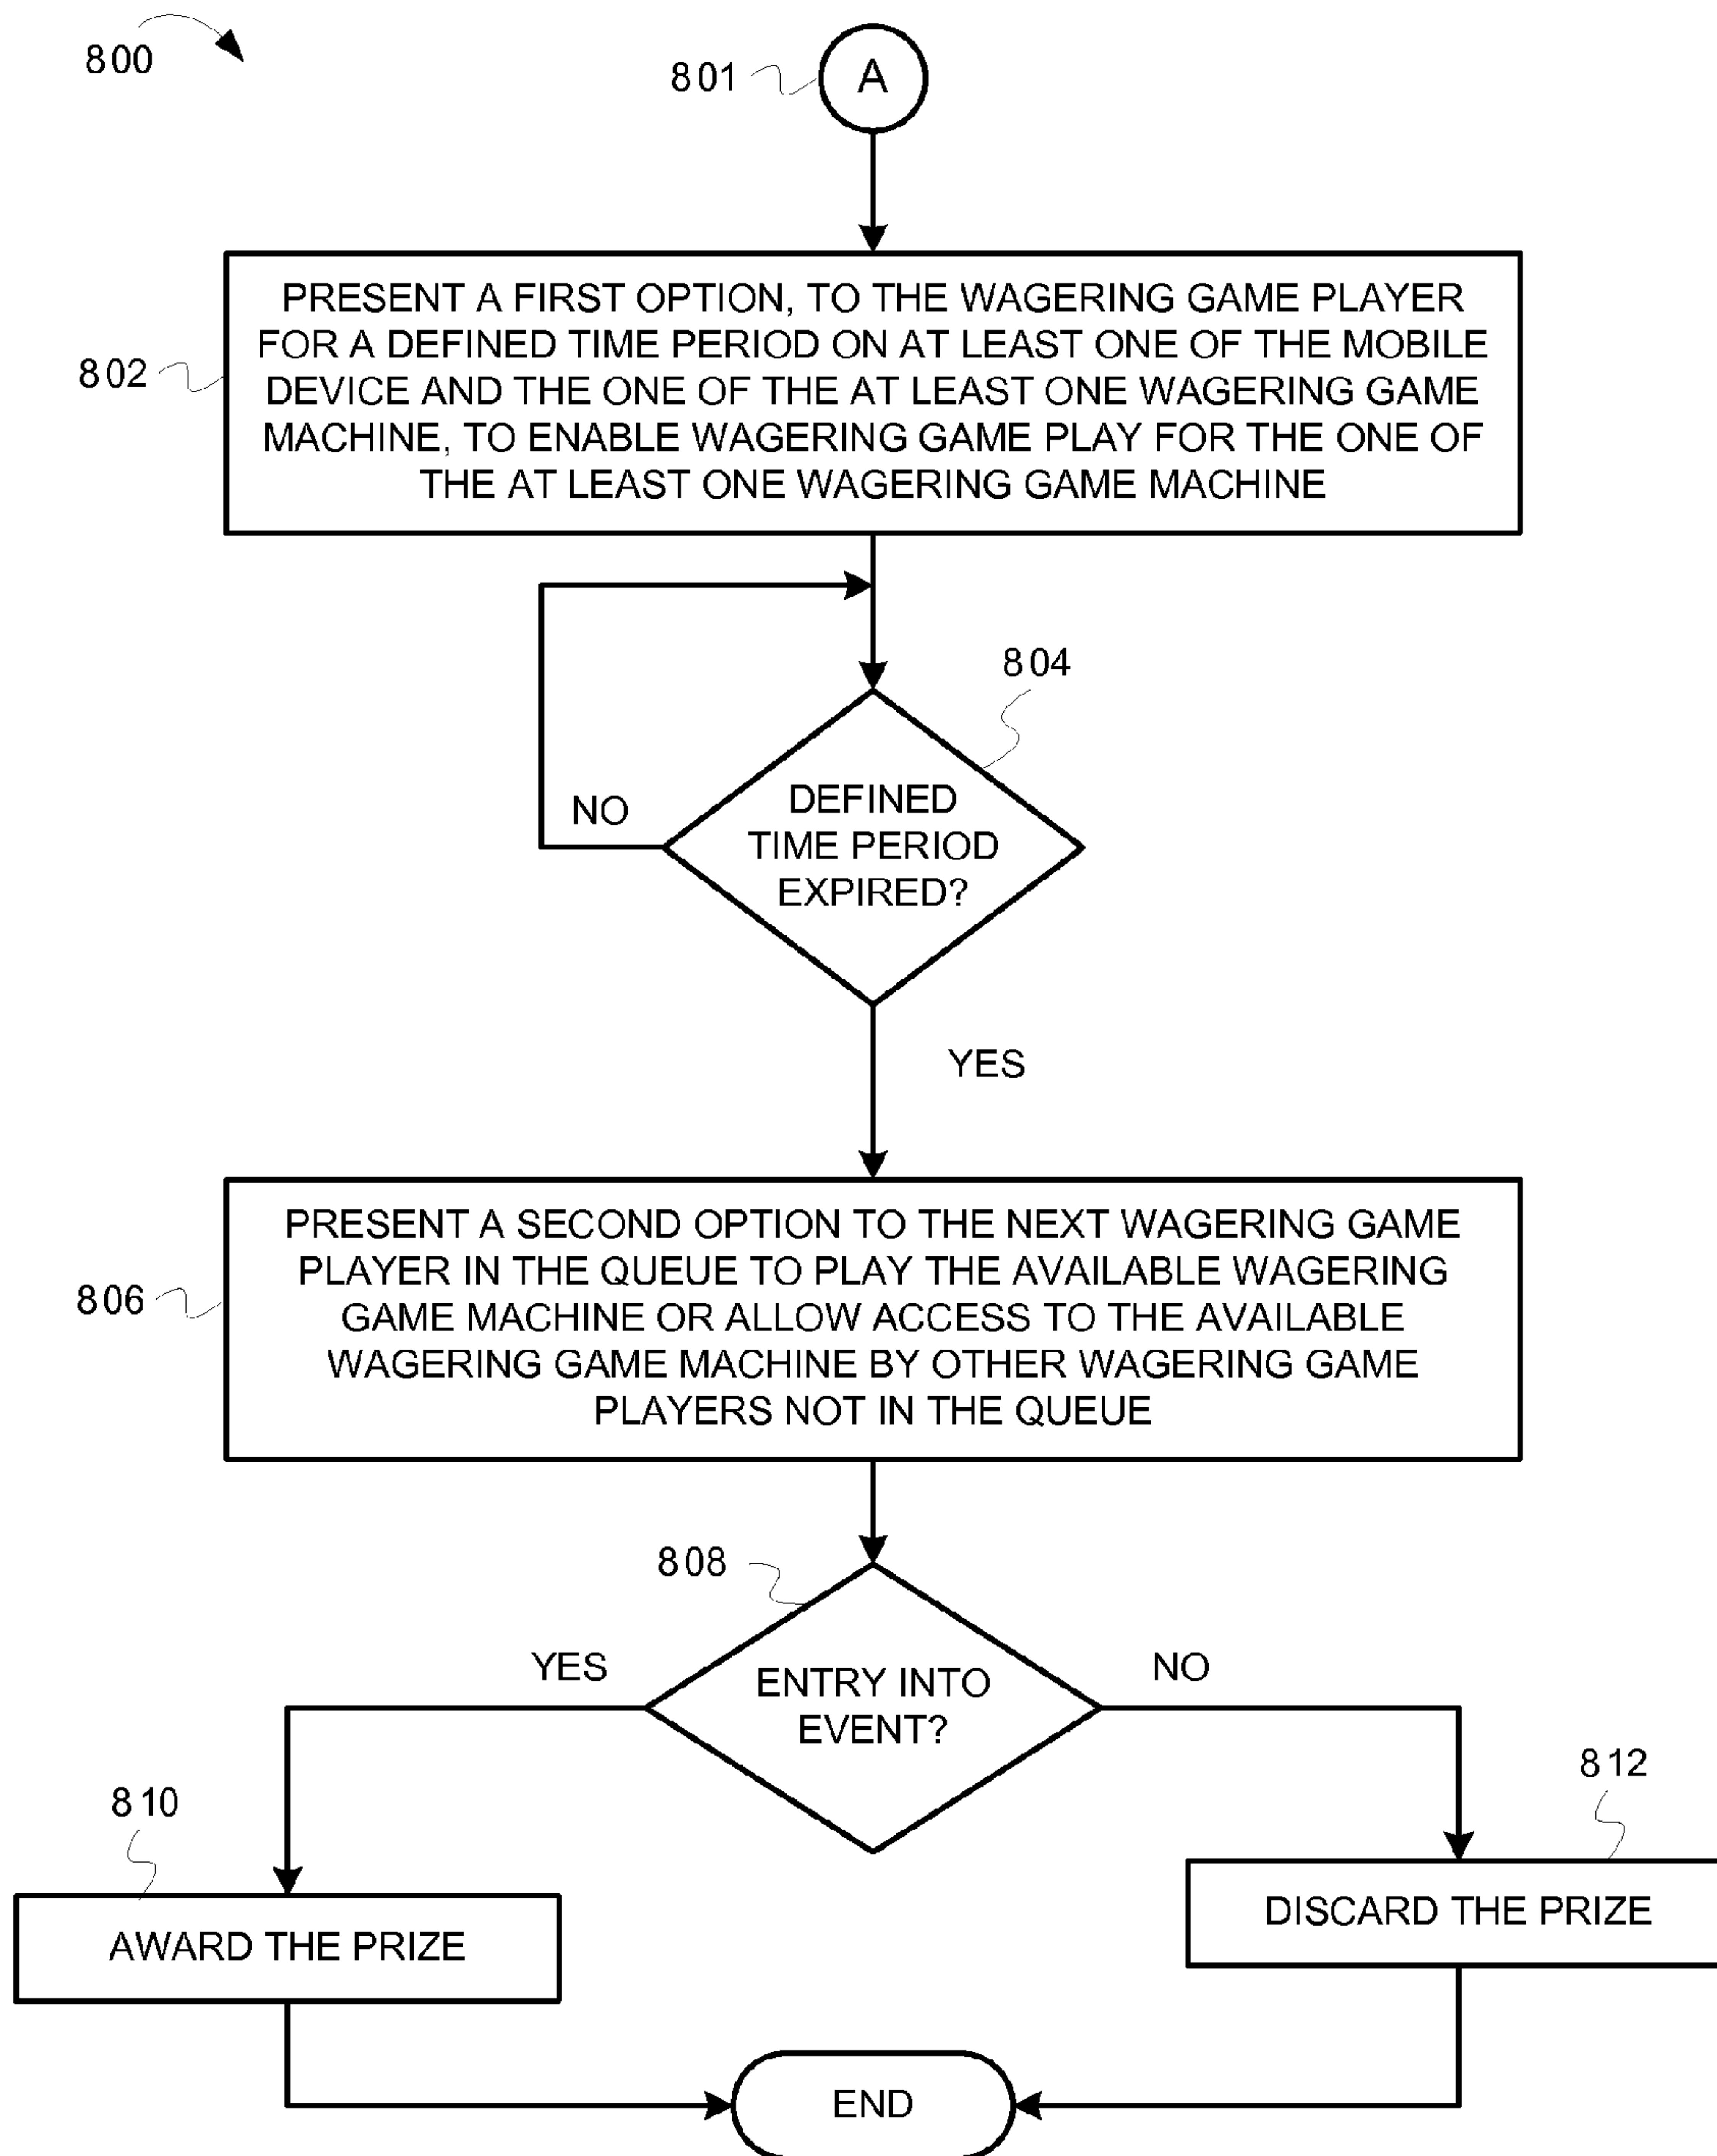 800
801
A
802
PRESENT A FIRST OPTION, TO THE WAGERING GAME PLAYER
FOR A DEFINED TIME PERIOD ON AT LEAST ONE OF THE MOBILE
DEVICE AND THE ONE OF THE AT LEAST ONE WAGERING GAME
MACHINE, TO ENABLE WAGERING GAME PLAY FOR THE ONE OF
THE AT LEAST ONE WAGERING GAME MACHINE
804
NO
DEFINED
TIME PERIOD
EXPIRED?
YES
806
PRESENT A SECOND OPTION TO THE NEXT WAGERING GAME
PLAYER IN THE QUEUE TO PLAY THE AVAILABLE WAGERING
GAME MACHINE OR ALLOW ACCESS TO THE AVAILABLE
WAGERING GAME MACHINE BY OTHER WAGERING GAME
PLAYERS NOT IN THE QUEUE
808
YES
NO
ENTRY INTO
EVENT?
810
812
AWARD THE PRIZE
DISCARD THE PRIZE
END